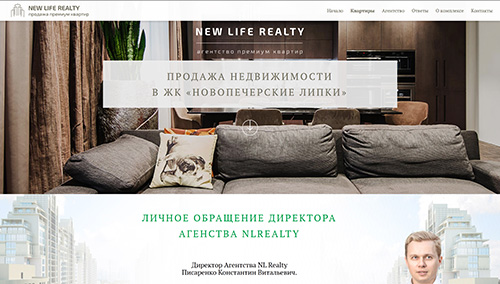 NEW LIFE REALTY
продажа премиум квартир
Начало Квартиры Агентство Ответы О комплексе Контакты
NEW LIFE REALTY
агентство премиум квартир
ПРОДАЖА НЕДВИЖИМОСТИ
В ЖК «НОВОПЕЧЕРСКИЕ ЛИПКИ»
ЛИЧНОЕ ОБРАЩЕНИЕ ДИРЕКТОРА
АГЕНСТВА NLREALTY
Директор Агентства NL Realty
Писаренко Константин Витальевич.